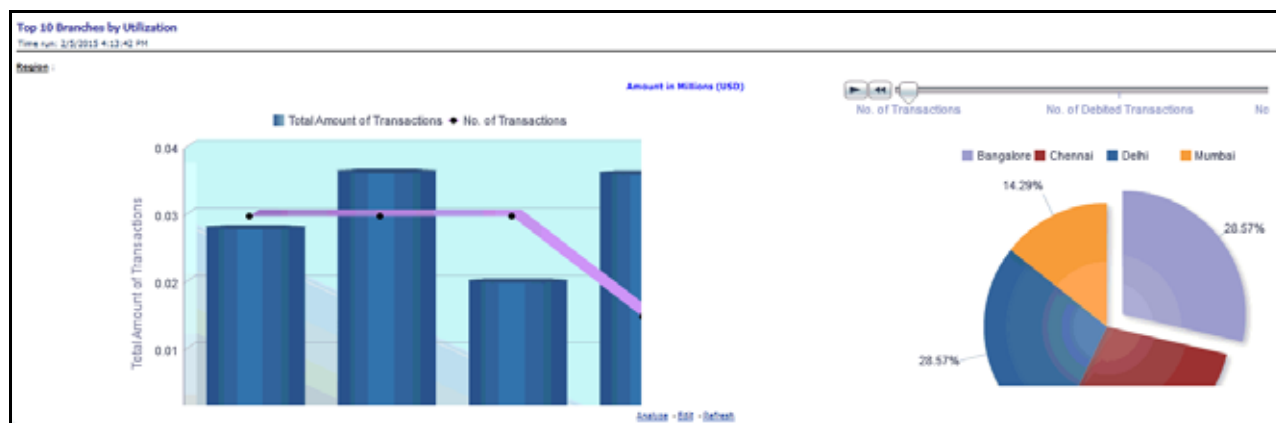 Top 10 Branches by Utilization
Time run: 2/5/2015 4:13:42 PM
Region :
Amount in Millions (USD)
Total Amount of Transactions No. of Transactions
0.04
0.03
0.02
0.01
Total Amount of Transactions
Analyze - Edit - Refresh
No. of Transactions No. of Debited Transactions No
Bangalore Chennai Delhi Mumbai
14.29%
28.57%
28.57%